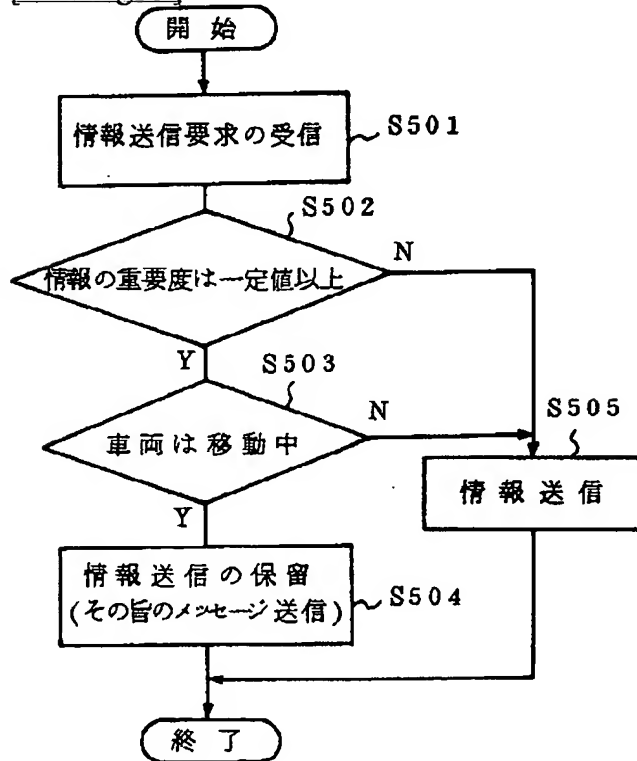 開始
情報送信要求の受信
S501
S502
情報の重要度は一定値以上
N
Y
S503
車両は移動中
N
S505
情報送信
Y
情報送信の保留
(その旨のメッセージ送信)
S504
終了